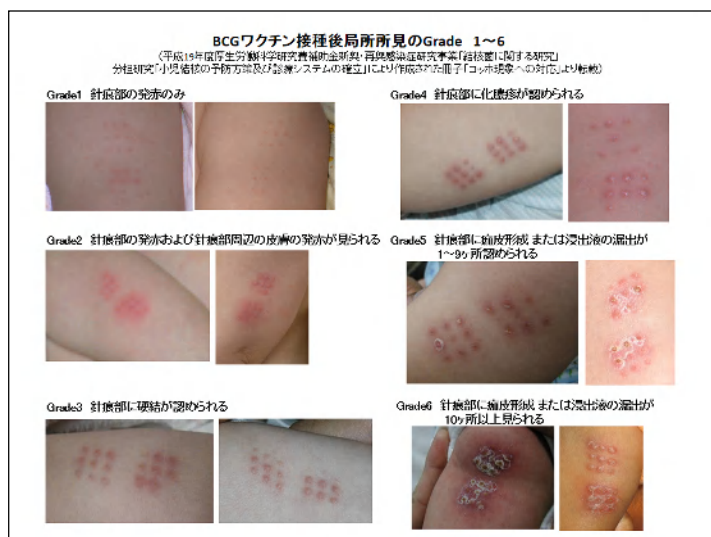 BCGワクチン接種後局所所見のGrade 1～6
(平成19年度厚生労働科学研究費補助金新興・再興感染症研究事業「結核菌に関する研究」
分担研究「小児結核の予防方策及び診療システムの確立」により作成された冊子「コッホ現象への対応」より転載)
Grade1 針痕部の発赤のみ
Grade2 針痕部の発赤および針痕部周辺の皮膚の発赤が見られる
Grade3 針痕部に硬結が認められる
Grade4 針痕部に化膿疹が認められる
Grade5 針痕部に痂皮形成 または浸出液の漏出が
1～9ヶ所認められる
Grade6 針痕部に痂皮形成 または浸出液の漏出が
10ヶ所以上見られる